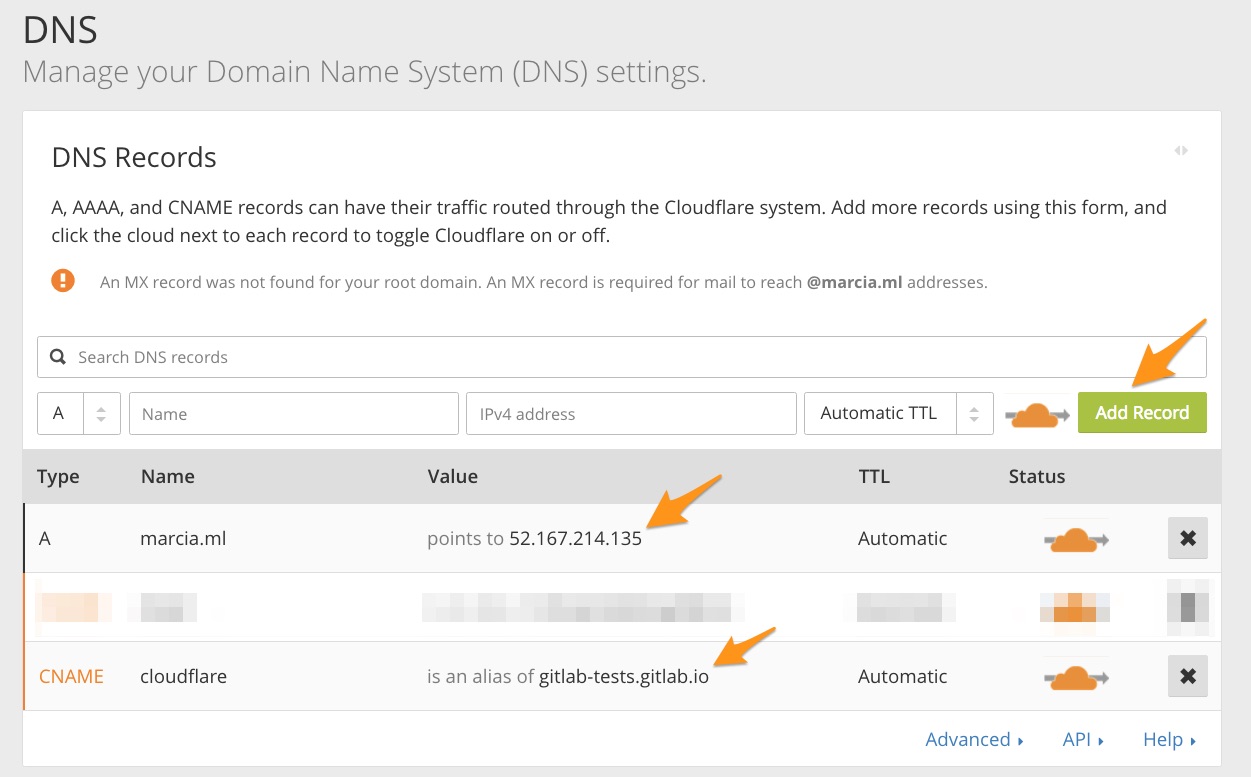 DNS
Manage your Domain Name System (DNS) settings.
DNS Records
A, AAAA, and CNAME records can have their traffic routed through the Cloudflare system. Add more records using this form, and
click the cloud next to each record to toggle Cloudflare on or off.
An MX record was not found for your root domain. An MX record is required for mail to reach @marcia.ml addresses.
Search DNS records
A Name IPv4 address Automatic TTL Add Record
Type Name Value TTL Status
A marcia.ml points to 52.167.214.135 Automatic
CNAME cloudflare is an alias of gitlab-tests.gitlab.io Automatic
Advanced API Help